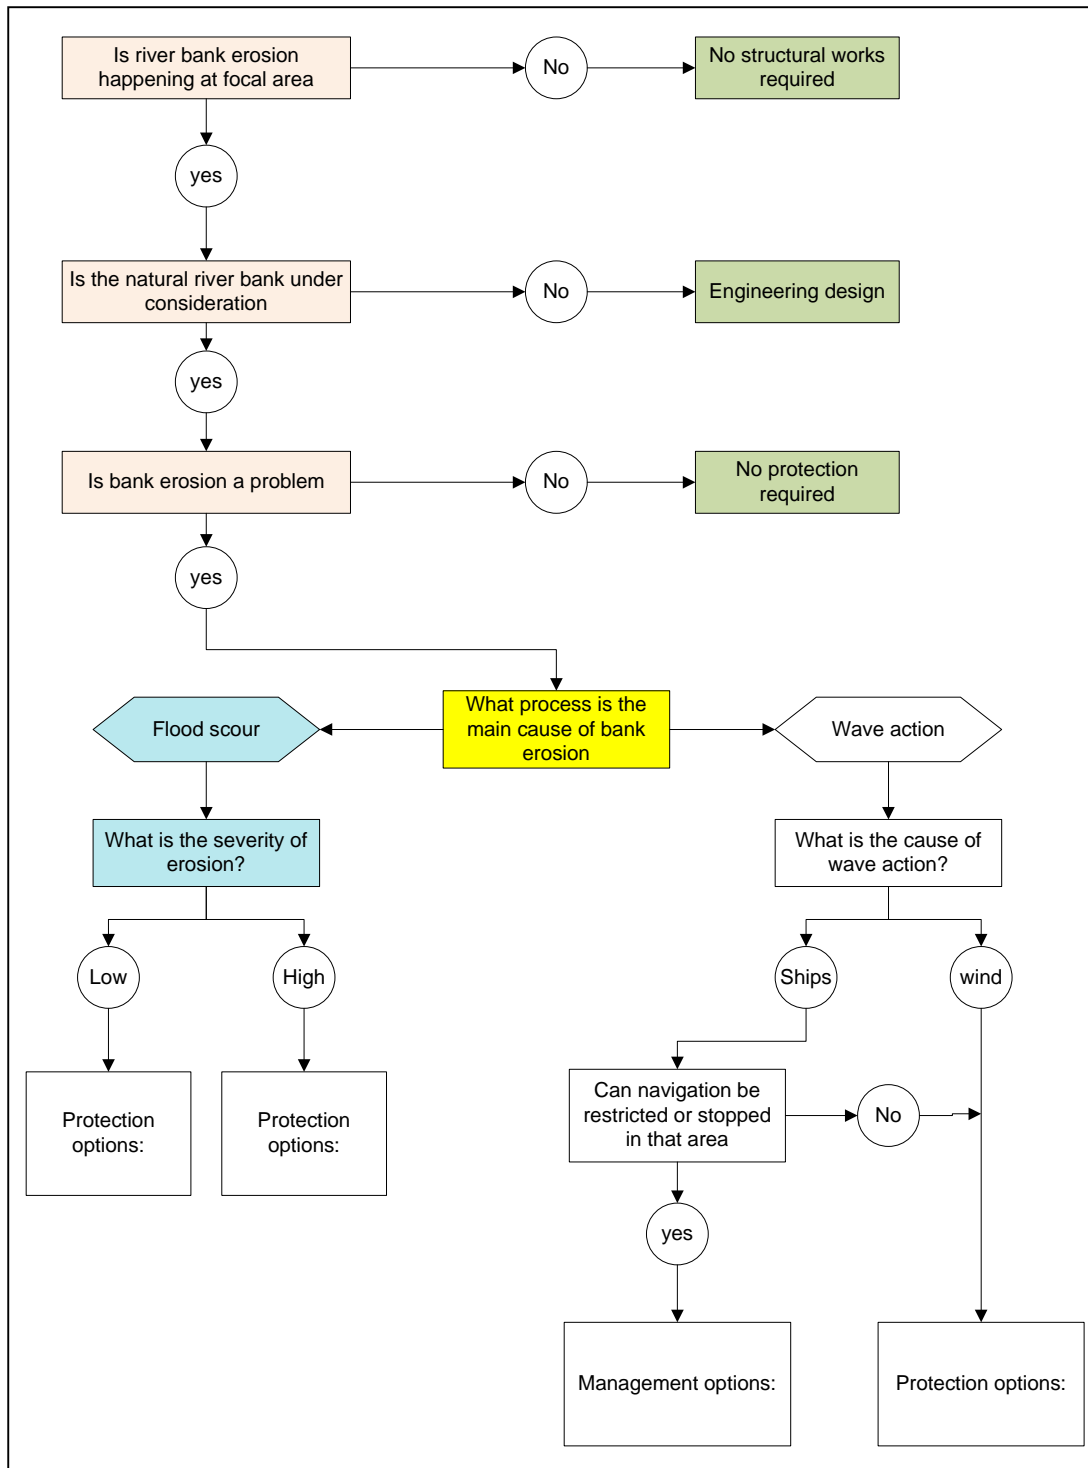 Is river bank erosion
happening at focal area
No
No structural works
required
yes
Is the natural river bank under
consideration
No
Engineering design
yes
Is bank erosion a problem
No
No protection
required
yes
What process is the
main cause of bank
erosion
Flood scour
Wave action
What is the severity of
erosion?
What is the cause of
wave action?
Low
High
Ships
wind
Protection
options:
Protection
options:
Can navigation be
restricted or stopped
in that area
No
yes
Management options:
Protection options: